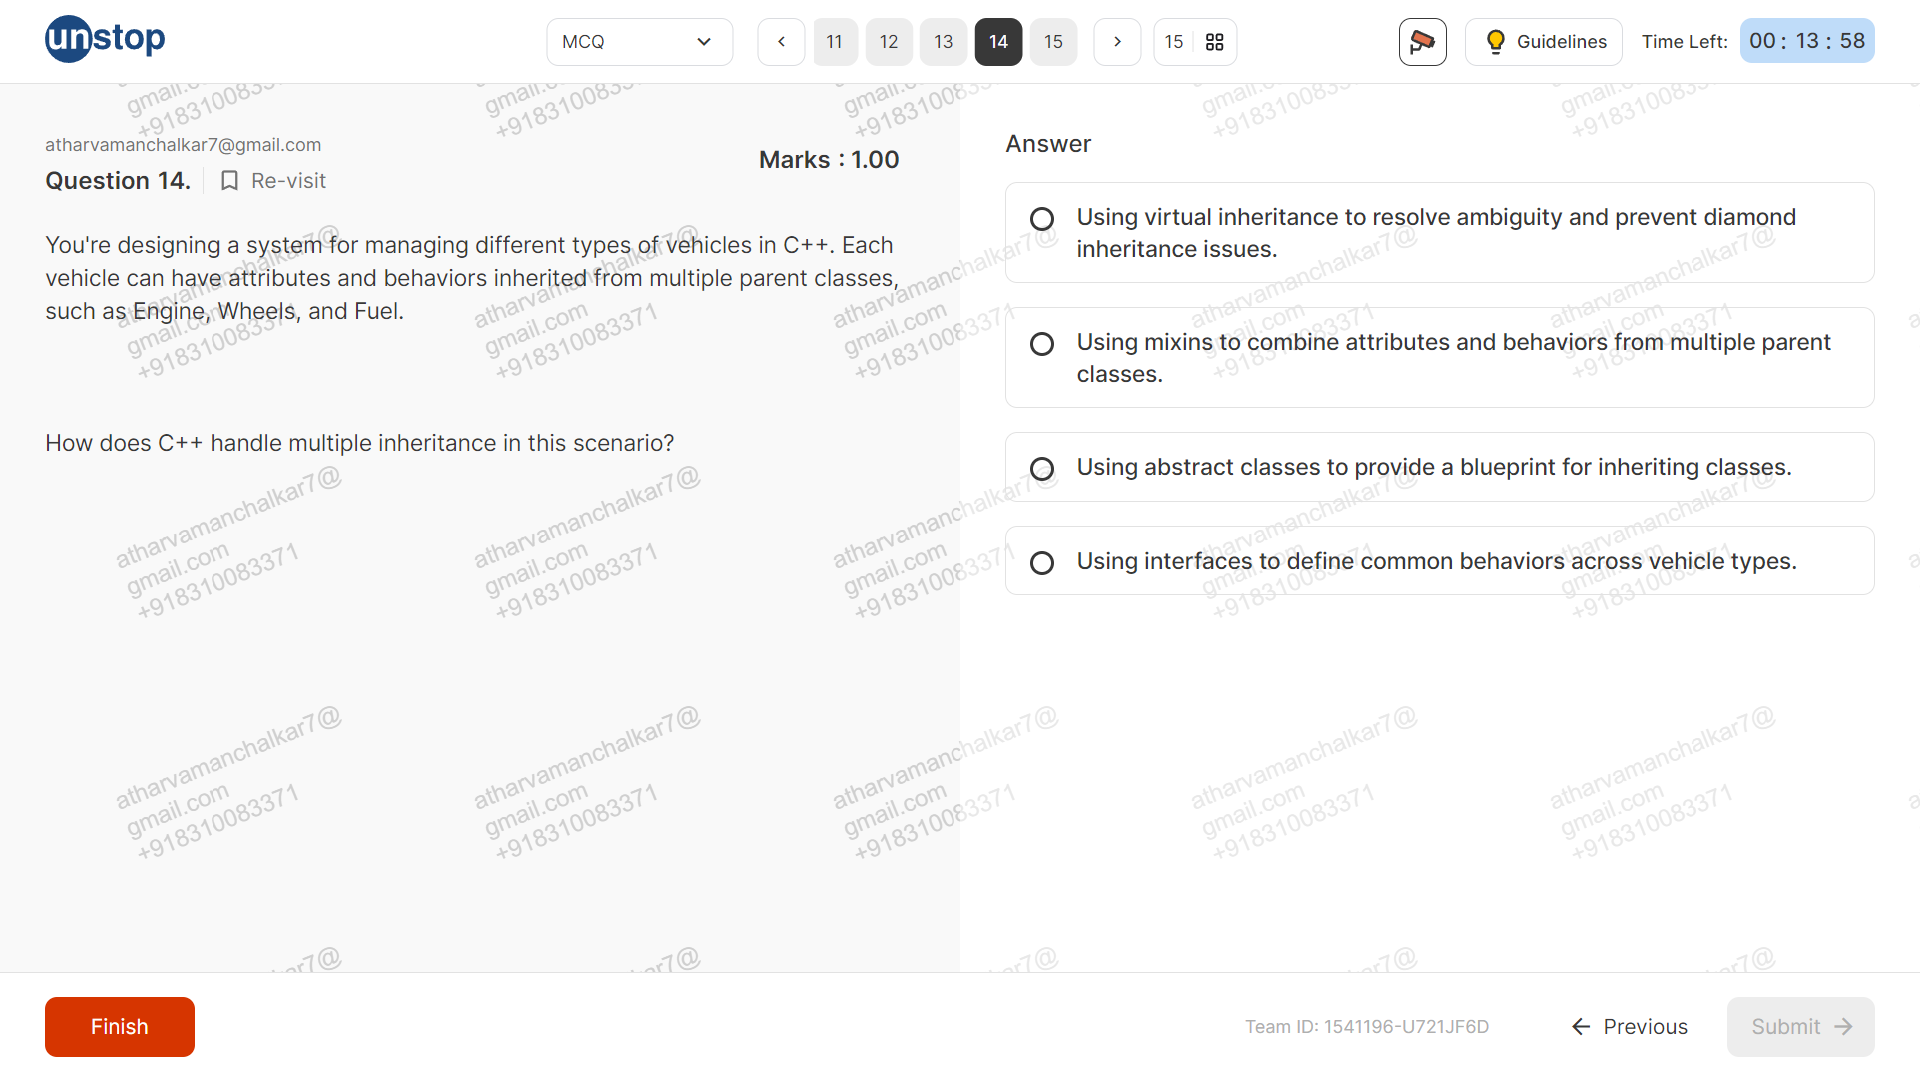 unstop
MCQ
11
12
13
14
15
15
Guidelines
Time Left:
00 : 13 : 58
atharvamanchalkar7@gmail.com
Question 14.
Re-visit
Marks : 1.00
You're designing a system for managing different types of vehicles in C++. Each
vehicle can have attributes and behaviors inherited from multiple parent classes,
such as Engine, Wheels, and Fuel.
How does C++ handle multiple inheritance in this scenario?
Answer
Using virtual inheritance to resolve ambiguity and prevent diamond
inheritance issues.
Using mixins to combine attributes and behaviors from multiple parent
classes.
Using abstract classes to provide a blueprint for inheriting classes.
Using interfaces to define common behaviors across vehicle types.
atharvamanchalkar7@
gmail.com
+918310083371
Finish
Team ID: 1541196-U721JF6D
Previous
Submit